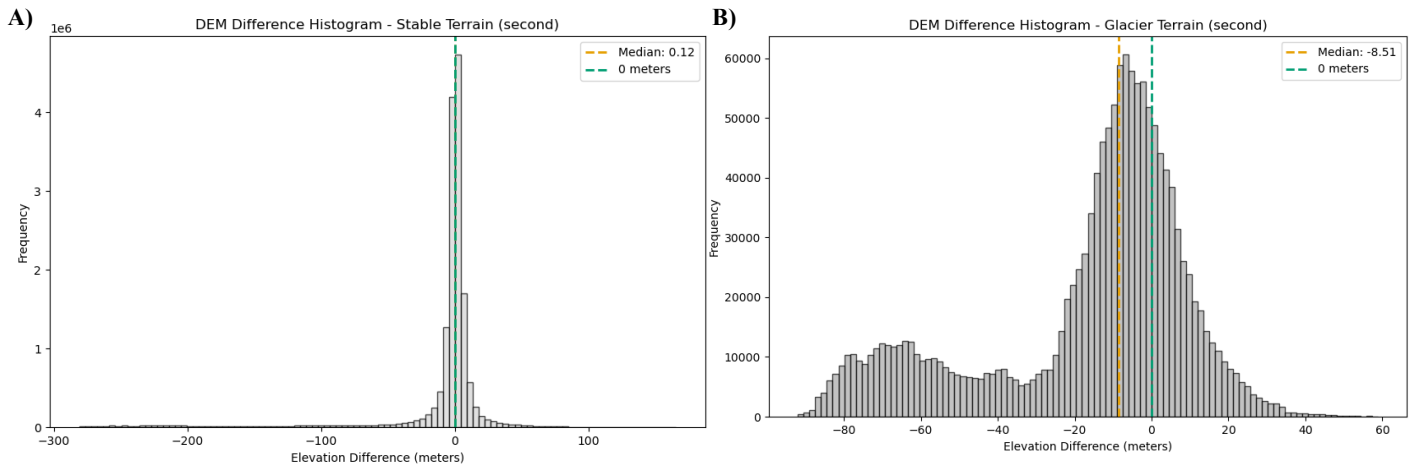 A)
DEM Difference Histogram - Stable Terrain (second)
1e6
Median: 0.12
0 meters
4
3
2
1
0
Frequency
−300
−200
−100
0
100
Elevation Difference (meters)
B)
DEM Difference Histogram - Glacier Terrain (second)
Median: -8.51
0 meters
60000
50000
40000
30000
20000
10000
0
Frequency
−80
−60
−40
−20
0
20
40
60
Elevation Difference (meters)